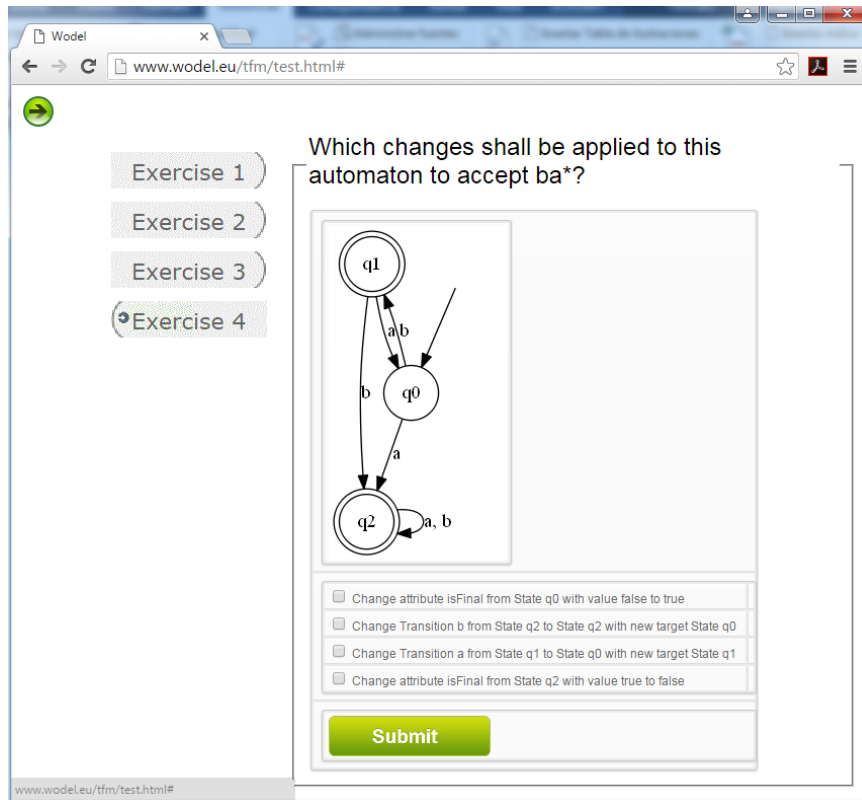 Wodel
www.wodel.eu/tfm/test.html#
Exercise 1
Exercise 2
Exercise 3
Exercise 4
Which changes shall be applied to this
automaton to accept ba*?
q1
a b
b
q0
a
q2
a, b
Change attribute isFinal from State q0 with value false to true
Change Transition b from State q2 to State q2 with new target State q0
Change Transition a from State q1 to State q0 with new target State q1
Change attribute isFinal from State q2 with value true to false
Submit
www.wodel.eu/tfm/test.html#